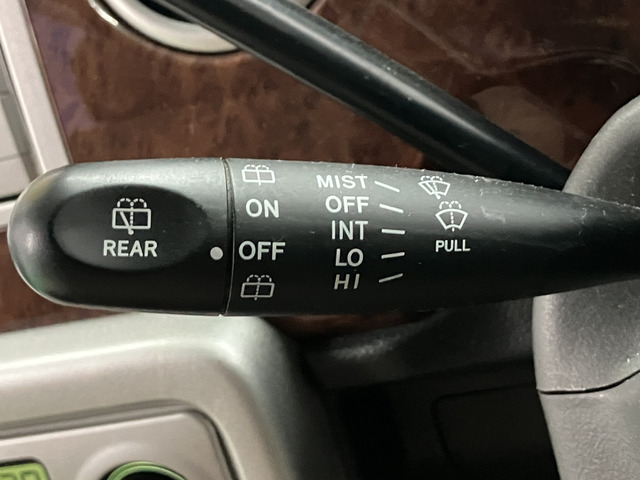 REAR
ON
OFF
MIST
OFF
INT
LO
HI
PULL